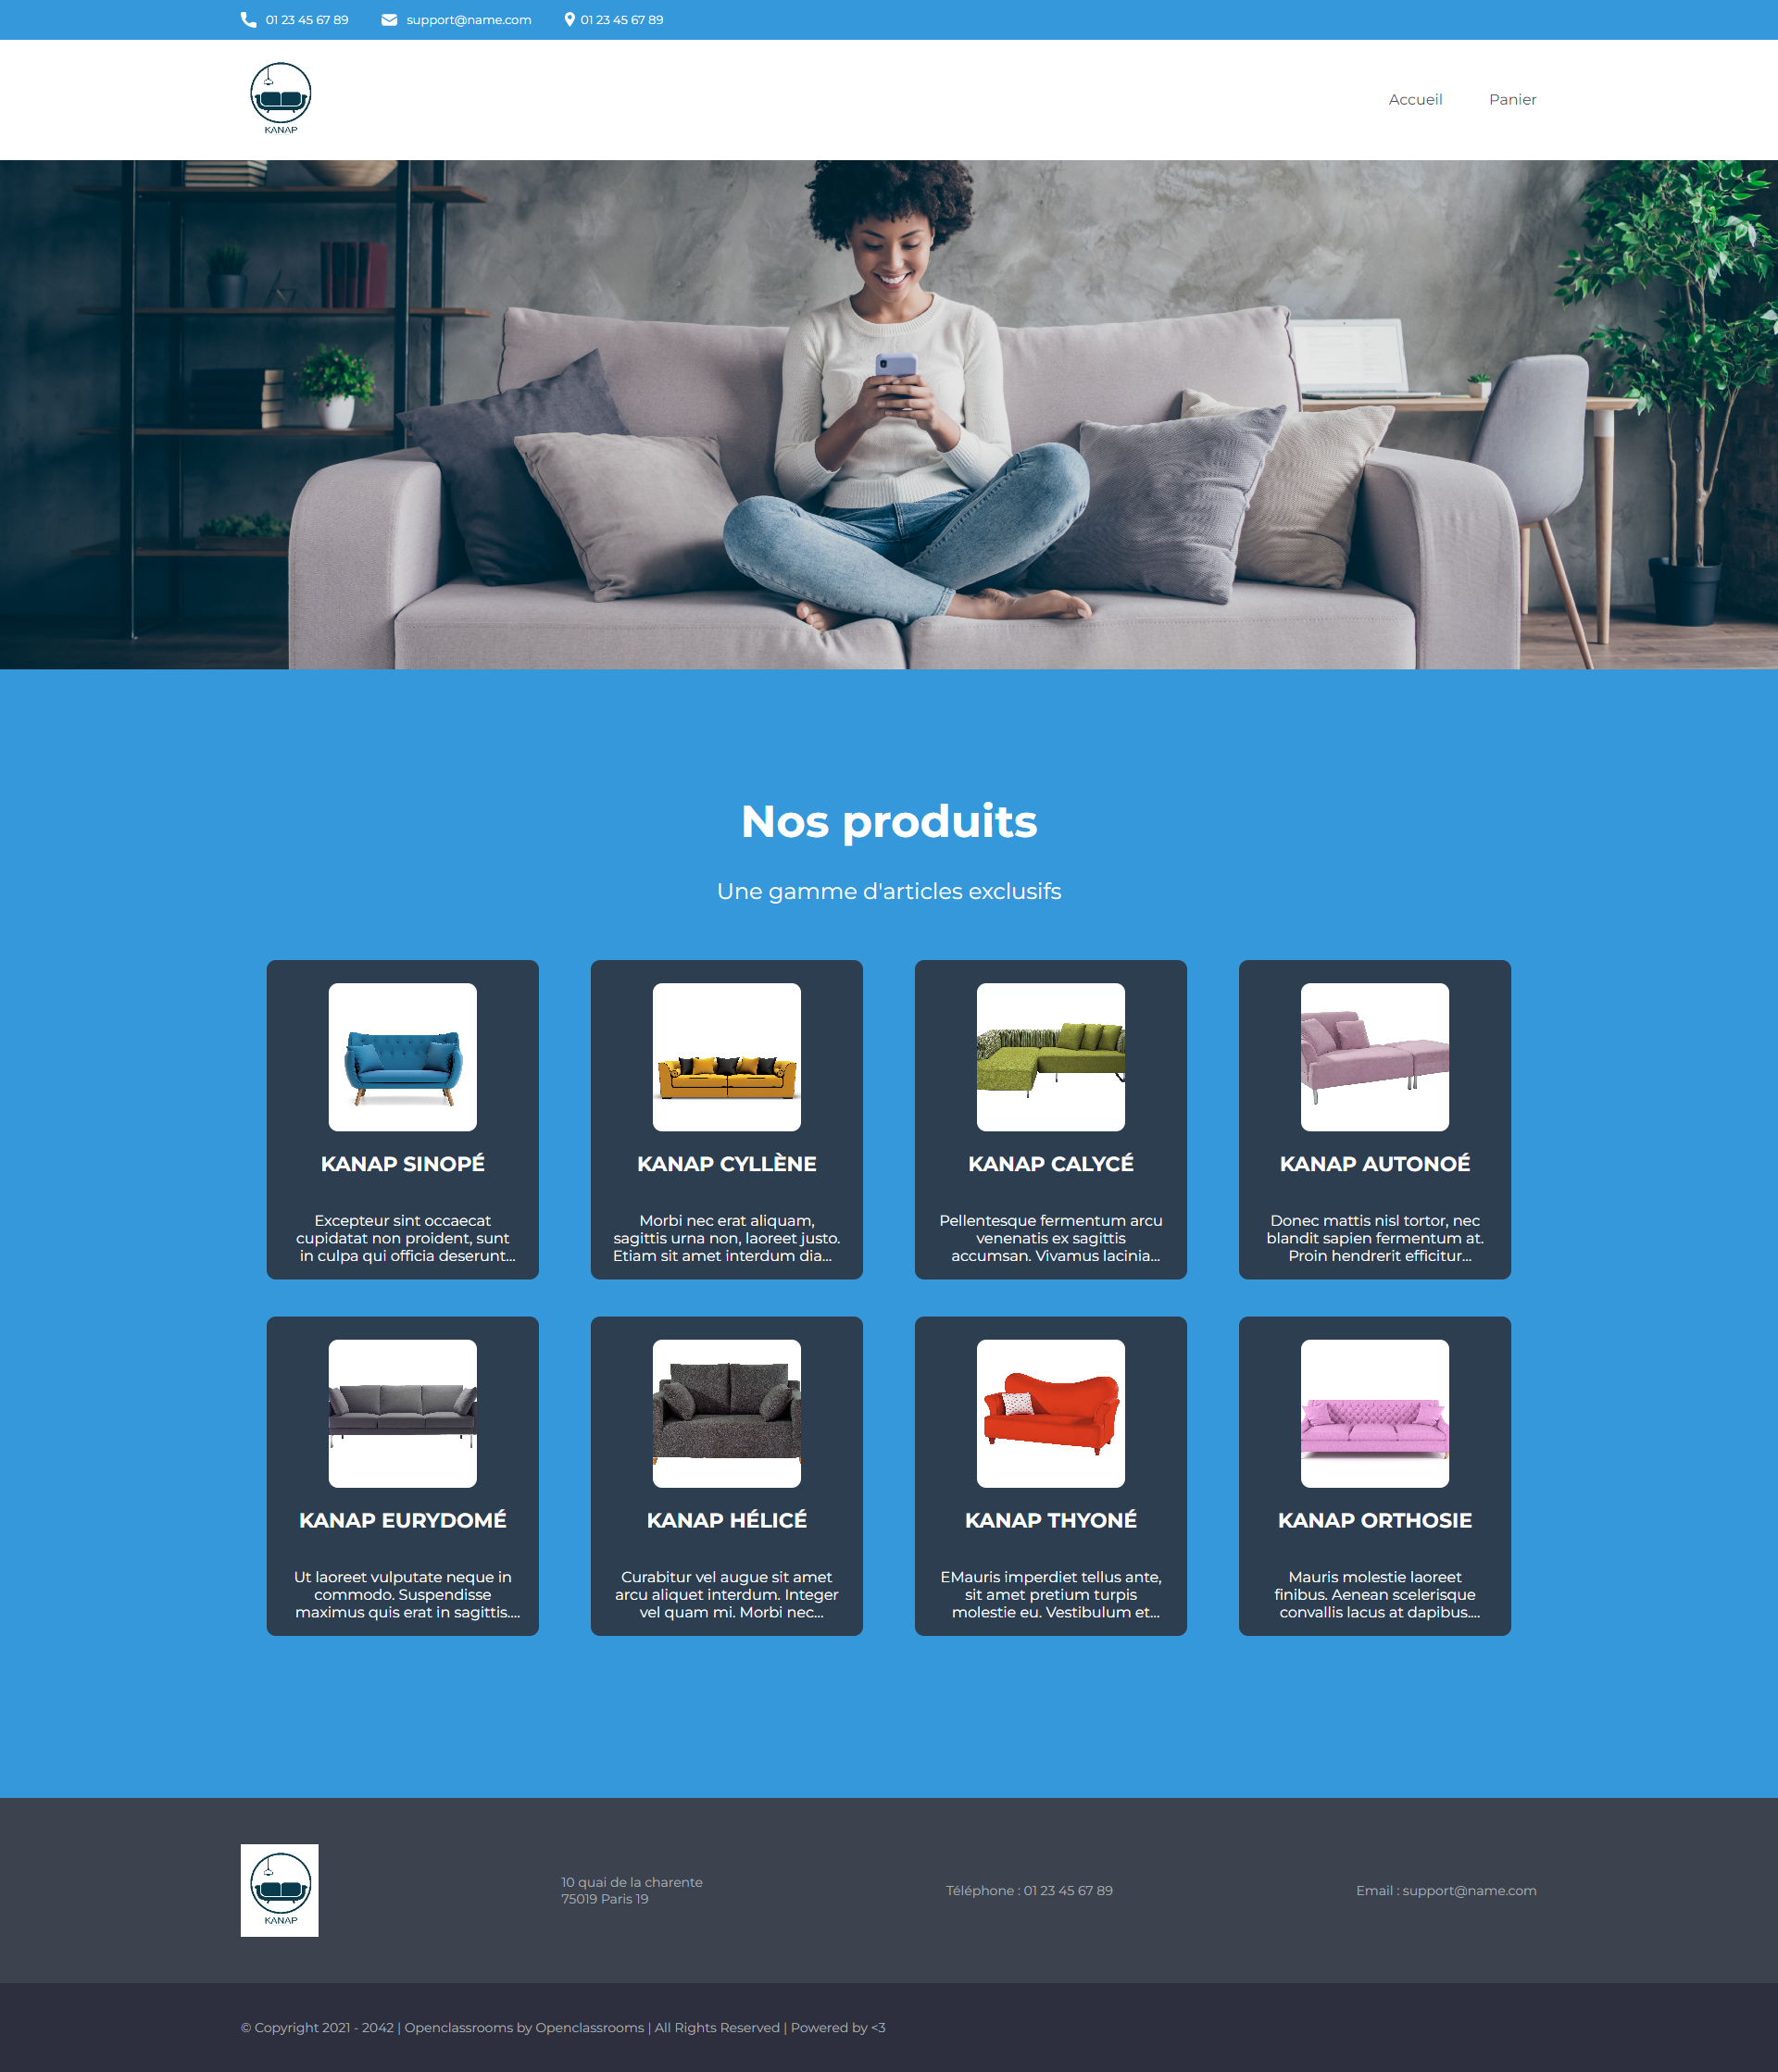 01 23 45 67 89 support@name.com 01 23 45 67 89
KANAP
Accueil Panier
Nos produits
Une gamme d'articles exclusifs
KANAP SINOPÉ
Excepteur sint occaecat
cupidatat non proident, sunt
in culpa qui officia deserunt...
KANAP CYLLÈNE
Morbi nec erat aliquam,
sagittis urna non, laoreet justo.
Etiam sit amet interdum dia...
KANAP CALYCÉ
Pellentesque fermentum arcu
venenatis ex sagittis
accumsan. Vivamus lacinia...
KANAP AUTONOÉ
Donec mattis nisl tortor, nec
blandit sapien fermentum at.
Proin hendrerit efficitur...
KANAP EURYDOMÉ
Ut laoreet vulputate neque in
commodo. Suspendisse
maximus quis erat in sagittis....
KANAP HÉLICÉ
Curabitur vel augue sit amet
arcu aliquet interdum. Integer
vel quam mi. Morbi nec...
KANAP THYONÉ
EMauris imperdiet tellus ante,
sit amet pretium turpis
molestie eu. Vestibulum et...
KANAP ORTHOSIE
Mauris molestie laoreet
finibus. Aenean scelerisque
convallis lacus at dapibus....
KANAP
10 quai de la charente
75019 Paris 19
Téléphone : 01 23 45 67 89
Email : support@name.com
© Copyright 2021 - 2042 | Openclassrooms by Openclassrooms | All Rights Reserved | Powered by <3